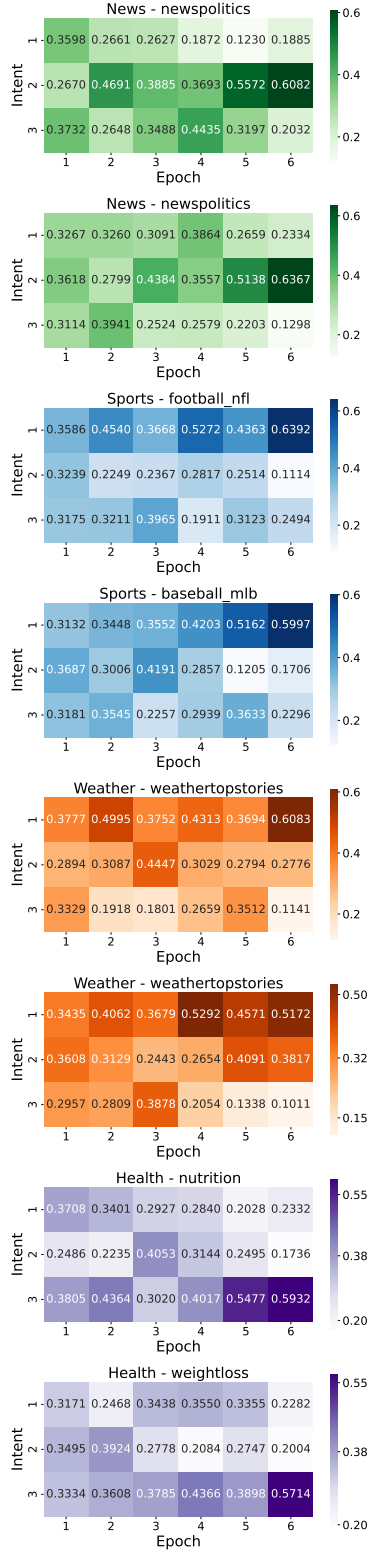 News - newspolitics
Intent
1 0.3598 0.2661 0.2627 0.1872 0.1230 0.1885
2 0.2670 0.4691 0.3885 0.3693 0.5572 0.6082
3 0.3732 0.2648 0.3488 0.4435 0.3197 0.2032
1 2 3 4 5 6
Epoch
0.6
0.4
0.2
News - newspolitics
Intent
1 0.3267 0.3260 0.3091 0.3864 0.2659 0.2334
2 0.3618 0.2799 0.4384 0.3557 0.5138 0.6367
3 0.3114 0.3941 0.2524 0.2579 0.2203 0.1298
1 2 3 4 5 6
Epoch
0.6
0.4
0.2
Sports - football_nfl
Intent
1 0.3586 0.4540 0.3668 0.5272 0.4363 0.6392
2 0.3239 0.2249 0.2367 0.2817 0.2514 0.1114
3 0.3175 0.3211 0.3965 0.1911 0.3123 0.2494
1 2 3 4 5 6
Epoch
0.6
0.4
0.2
Sports - baseball_mlb
Intent
1 0.3132 0.3448 0.3552 0.4203 0.5162 0.5997
2 0.3687 0.3006 0.4191 0.2857 0.1205 0.1706
3 0.3181 0.3545 0.2257 0.2939 0.3633 0.2296
1 2 3 4 5 6
Epoch
0.6
0.4
0.2
Weather - weathertopstories
Intent
1 0.3777 0.4995 0.3752 0.4313 0.3694 0.6083
2 0.2894 0.3087 0.4447 0.3029 0.2794 0.2776
3 0.3329 0.1918 0.1801 0.2659 0.3512 0.1141
1 2 3 4 5 6
Epoch
0.6
0.4
0.2
Weather - weathertopstories
Intent
1 0.3435 0.4062 0.3679 0.5292 0.4571 0.5172
2 0.3608 0.3129 0.2443 0.2654 0.4091 0.3817
3 0.2957 0.2809 0.3878 0.2054 0.1338 0.1011
1 2 3 4 5 6
Epoch
0.50
0.32
0.15
Health - nutrition
Intent
1 0.3708 0.3401 0.2927 0.2840 0.2028 0.2332
2 0.2486 0.2235 0.4053 0.3144 0.2495 0.1736
3 0.3805 0.4364 0.3020 0.4017 0.5477 0.5932
1 2 3 4 5 6
Epoch
0.55
0.38
0.20
Health - weightloss
Intent
1 0.3171 0.2468 0.3438 0.3550 0.3355 0.2282
2 0.3495 0.3924 0.2778 0.2084 0.2747 0.2004
3 0.3334 0.3608 0.3785 0.4366 0.3898 0.5714
1 2 3 4 5 6
Epoch
0.55
0.38
0.20